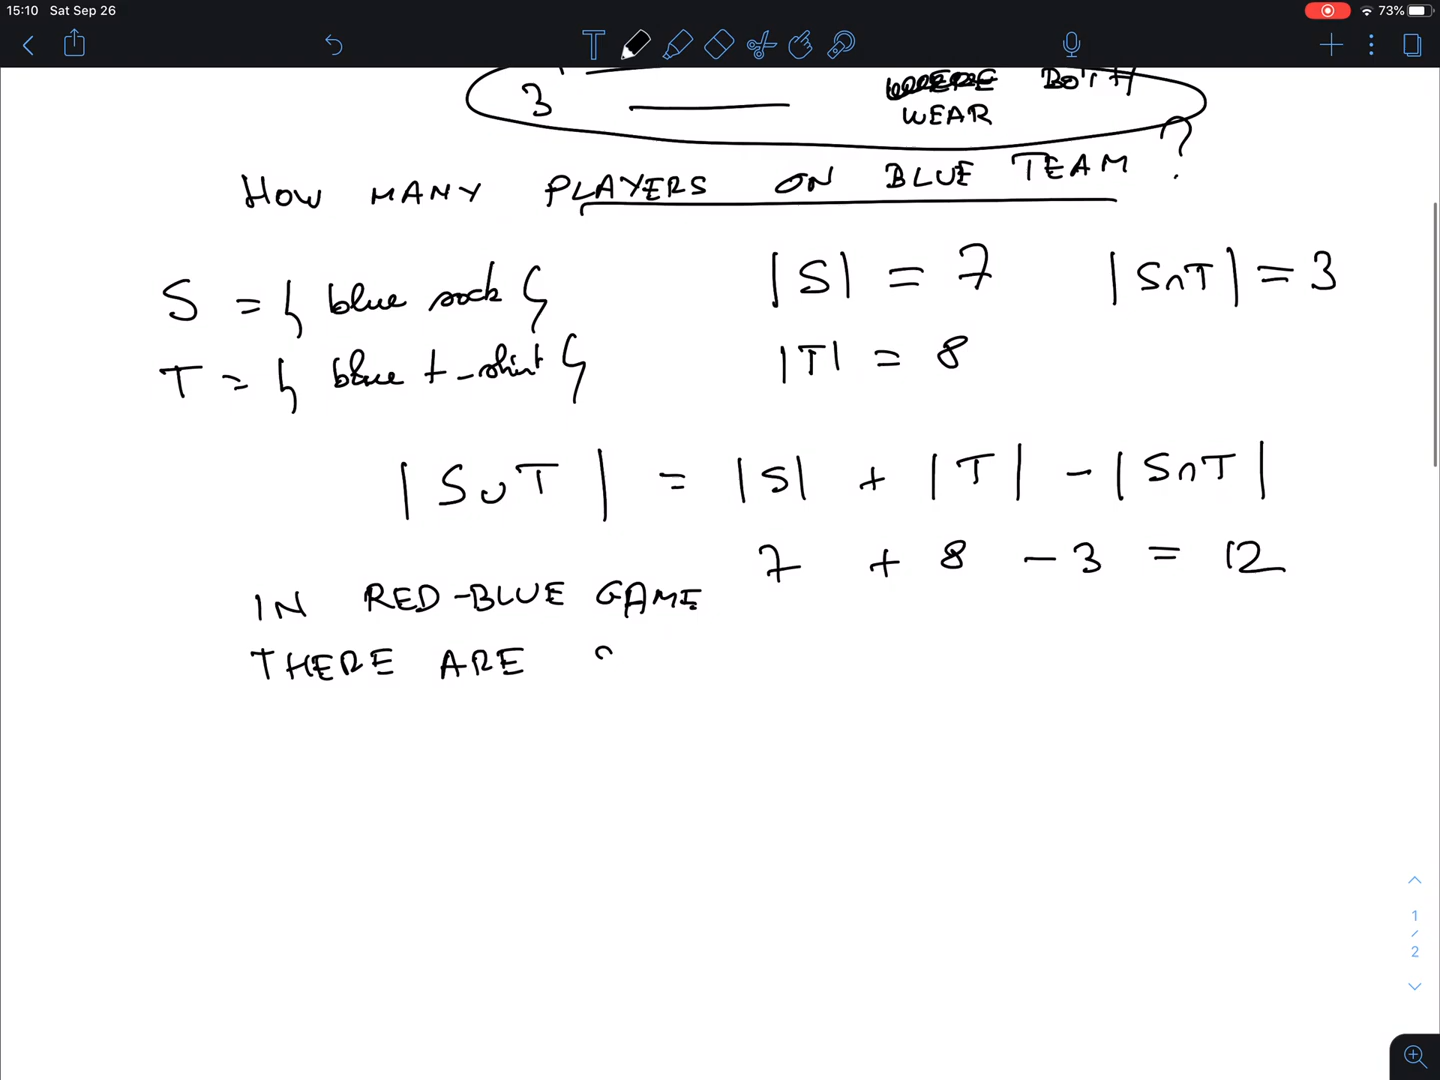 15:10 Sat Sep 26
73%
3 BOTH
WEAR
HOW MANY PLAYERS ON BLUE TEAM ?
S = { blue sock }
|S| = 7 |S∩T| = 3
T = { blue t-shirt }
|T| = 8
|S∪T| = |S| + |T| - |S∩T|
7 + 8 - 3 = 12
IN RED-BLUE GAME
THERE ARE
1
/
2